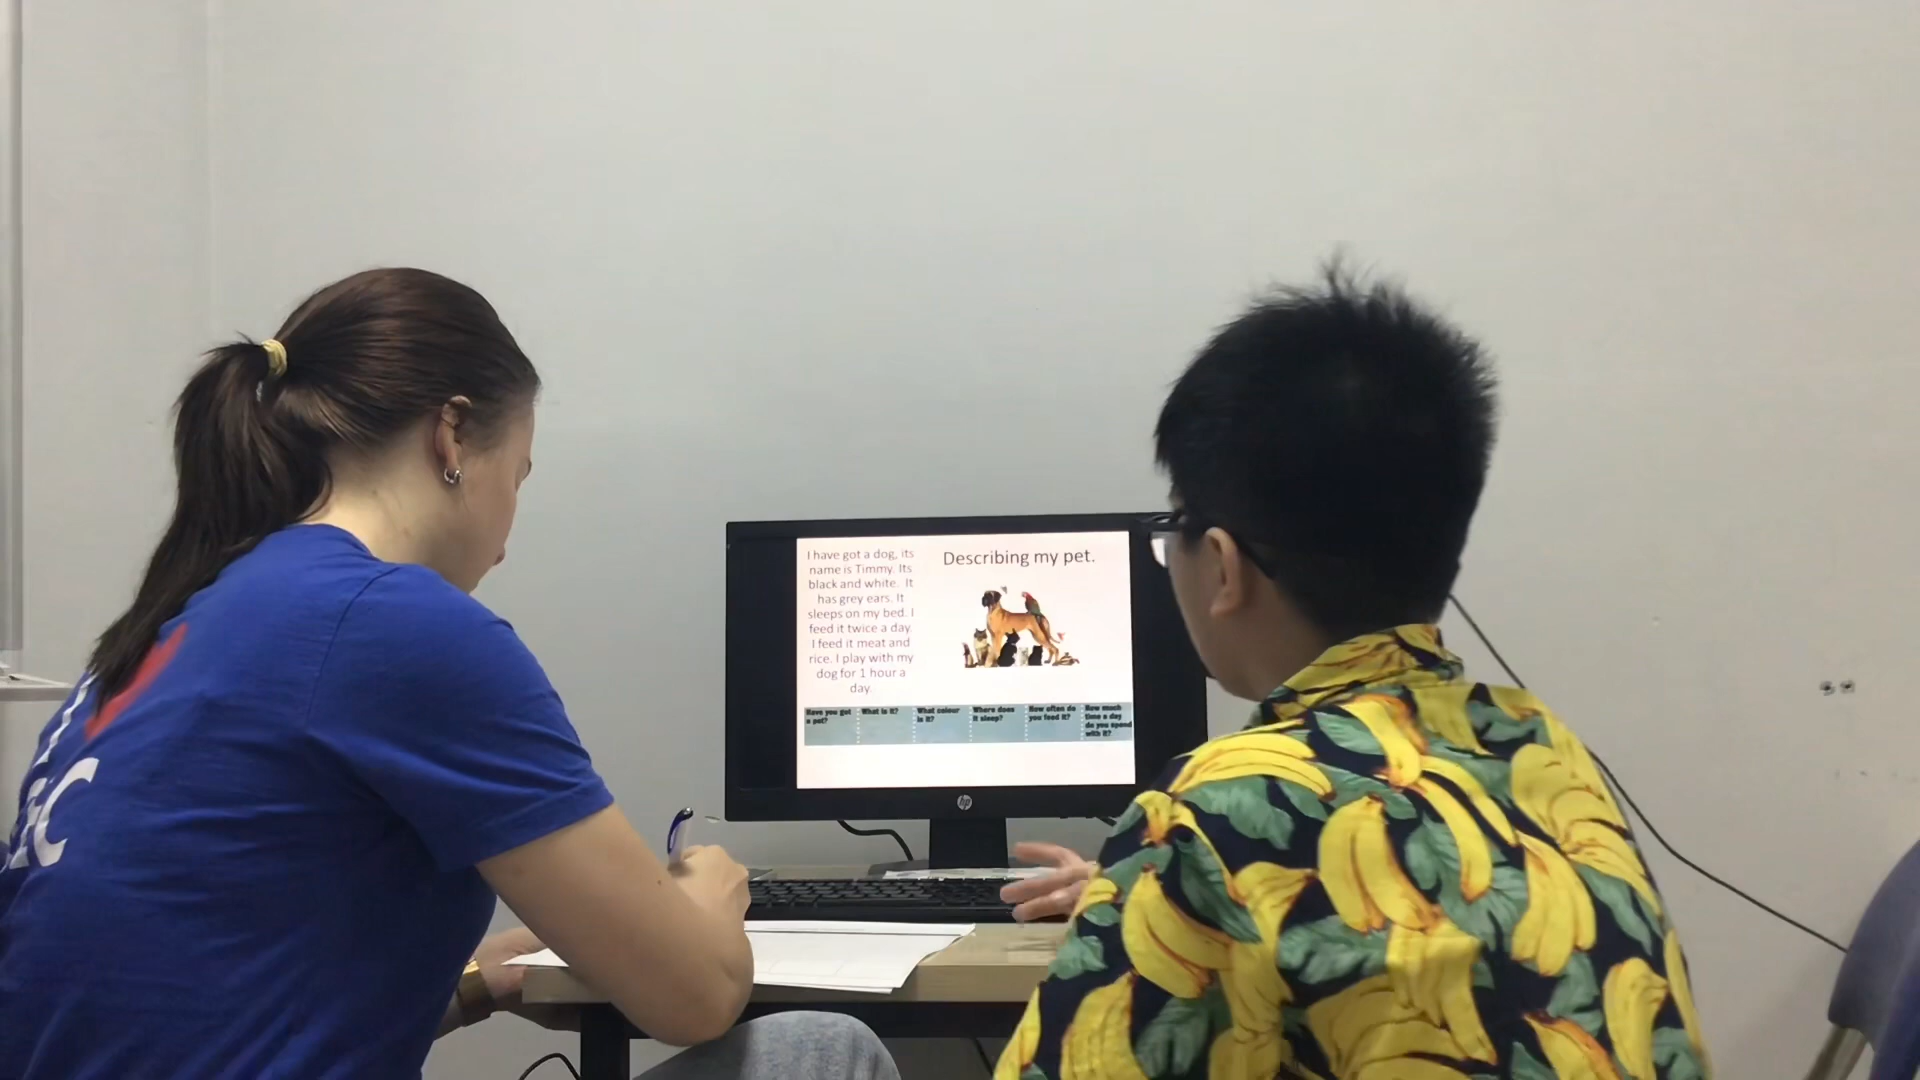 I have got a dog, its
name is Timmy. Its
black and white. It
has grey ears. It
sleeps on my bed. I
feed it twice a day.
I feed it meat and
rice. I play with my
dog for 1 hour a
day.
Describing my pet.
Have you got
a pet?
What is it?
What colour
is it?
Where does
it sleep?
How often do
you feed it?
How much
time a day
do you spend
with it?
hp